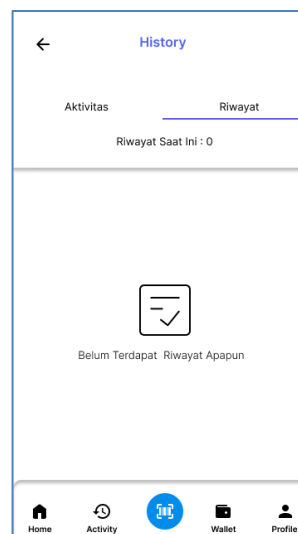 History
Aktivitas Riwayat
Riwayat Saat Ini : 0
Belum Terdapat Riwayat Apapun
Home Activity Wallet Profile